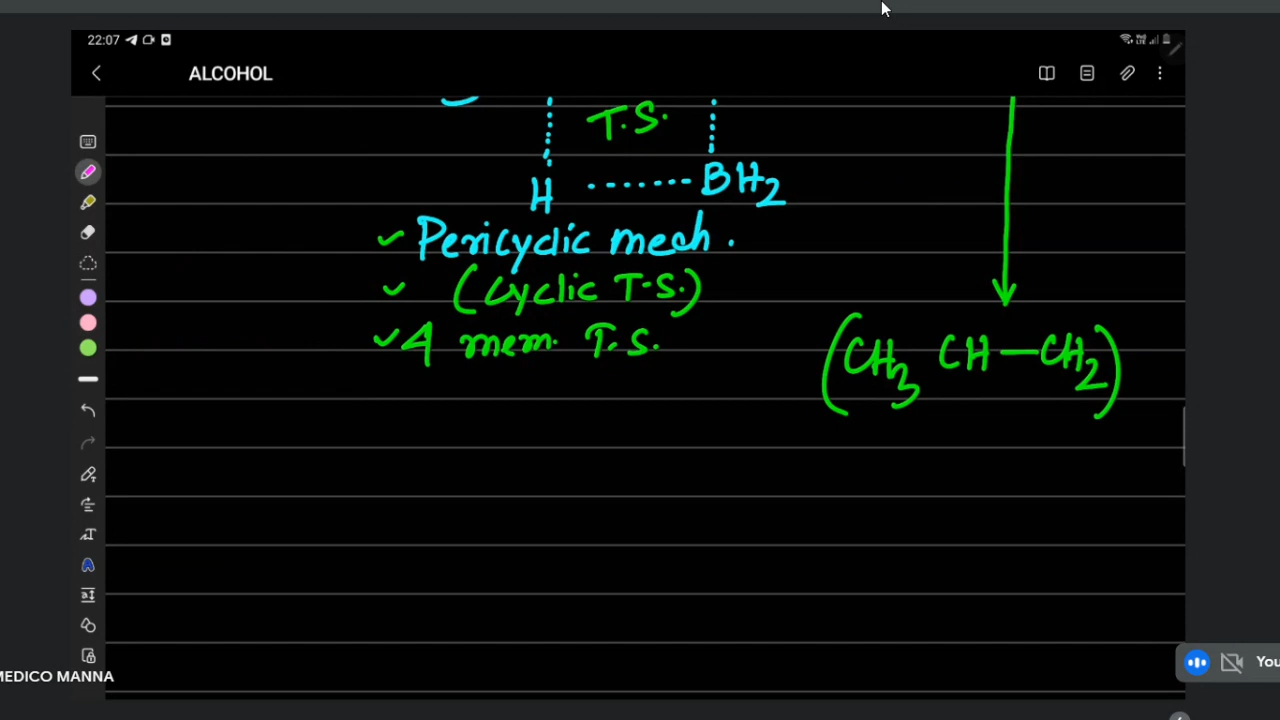 22:07
ALCOHOL
T.S.
H ....... BH2
Pericyclic mech.
(Cyclic T.S.)
4 mem. T.S.
(CH3 CH—CH2)
MEDICO MANNA
You